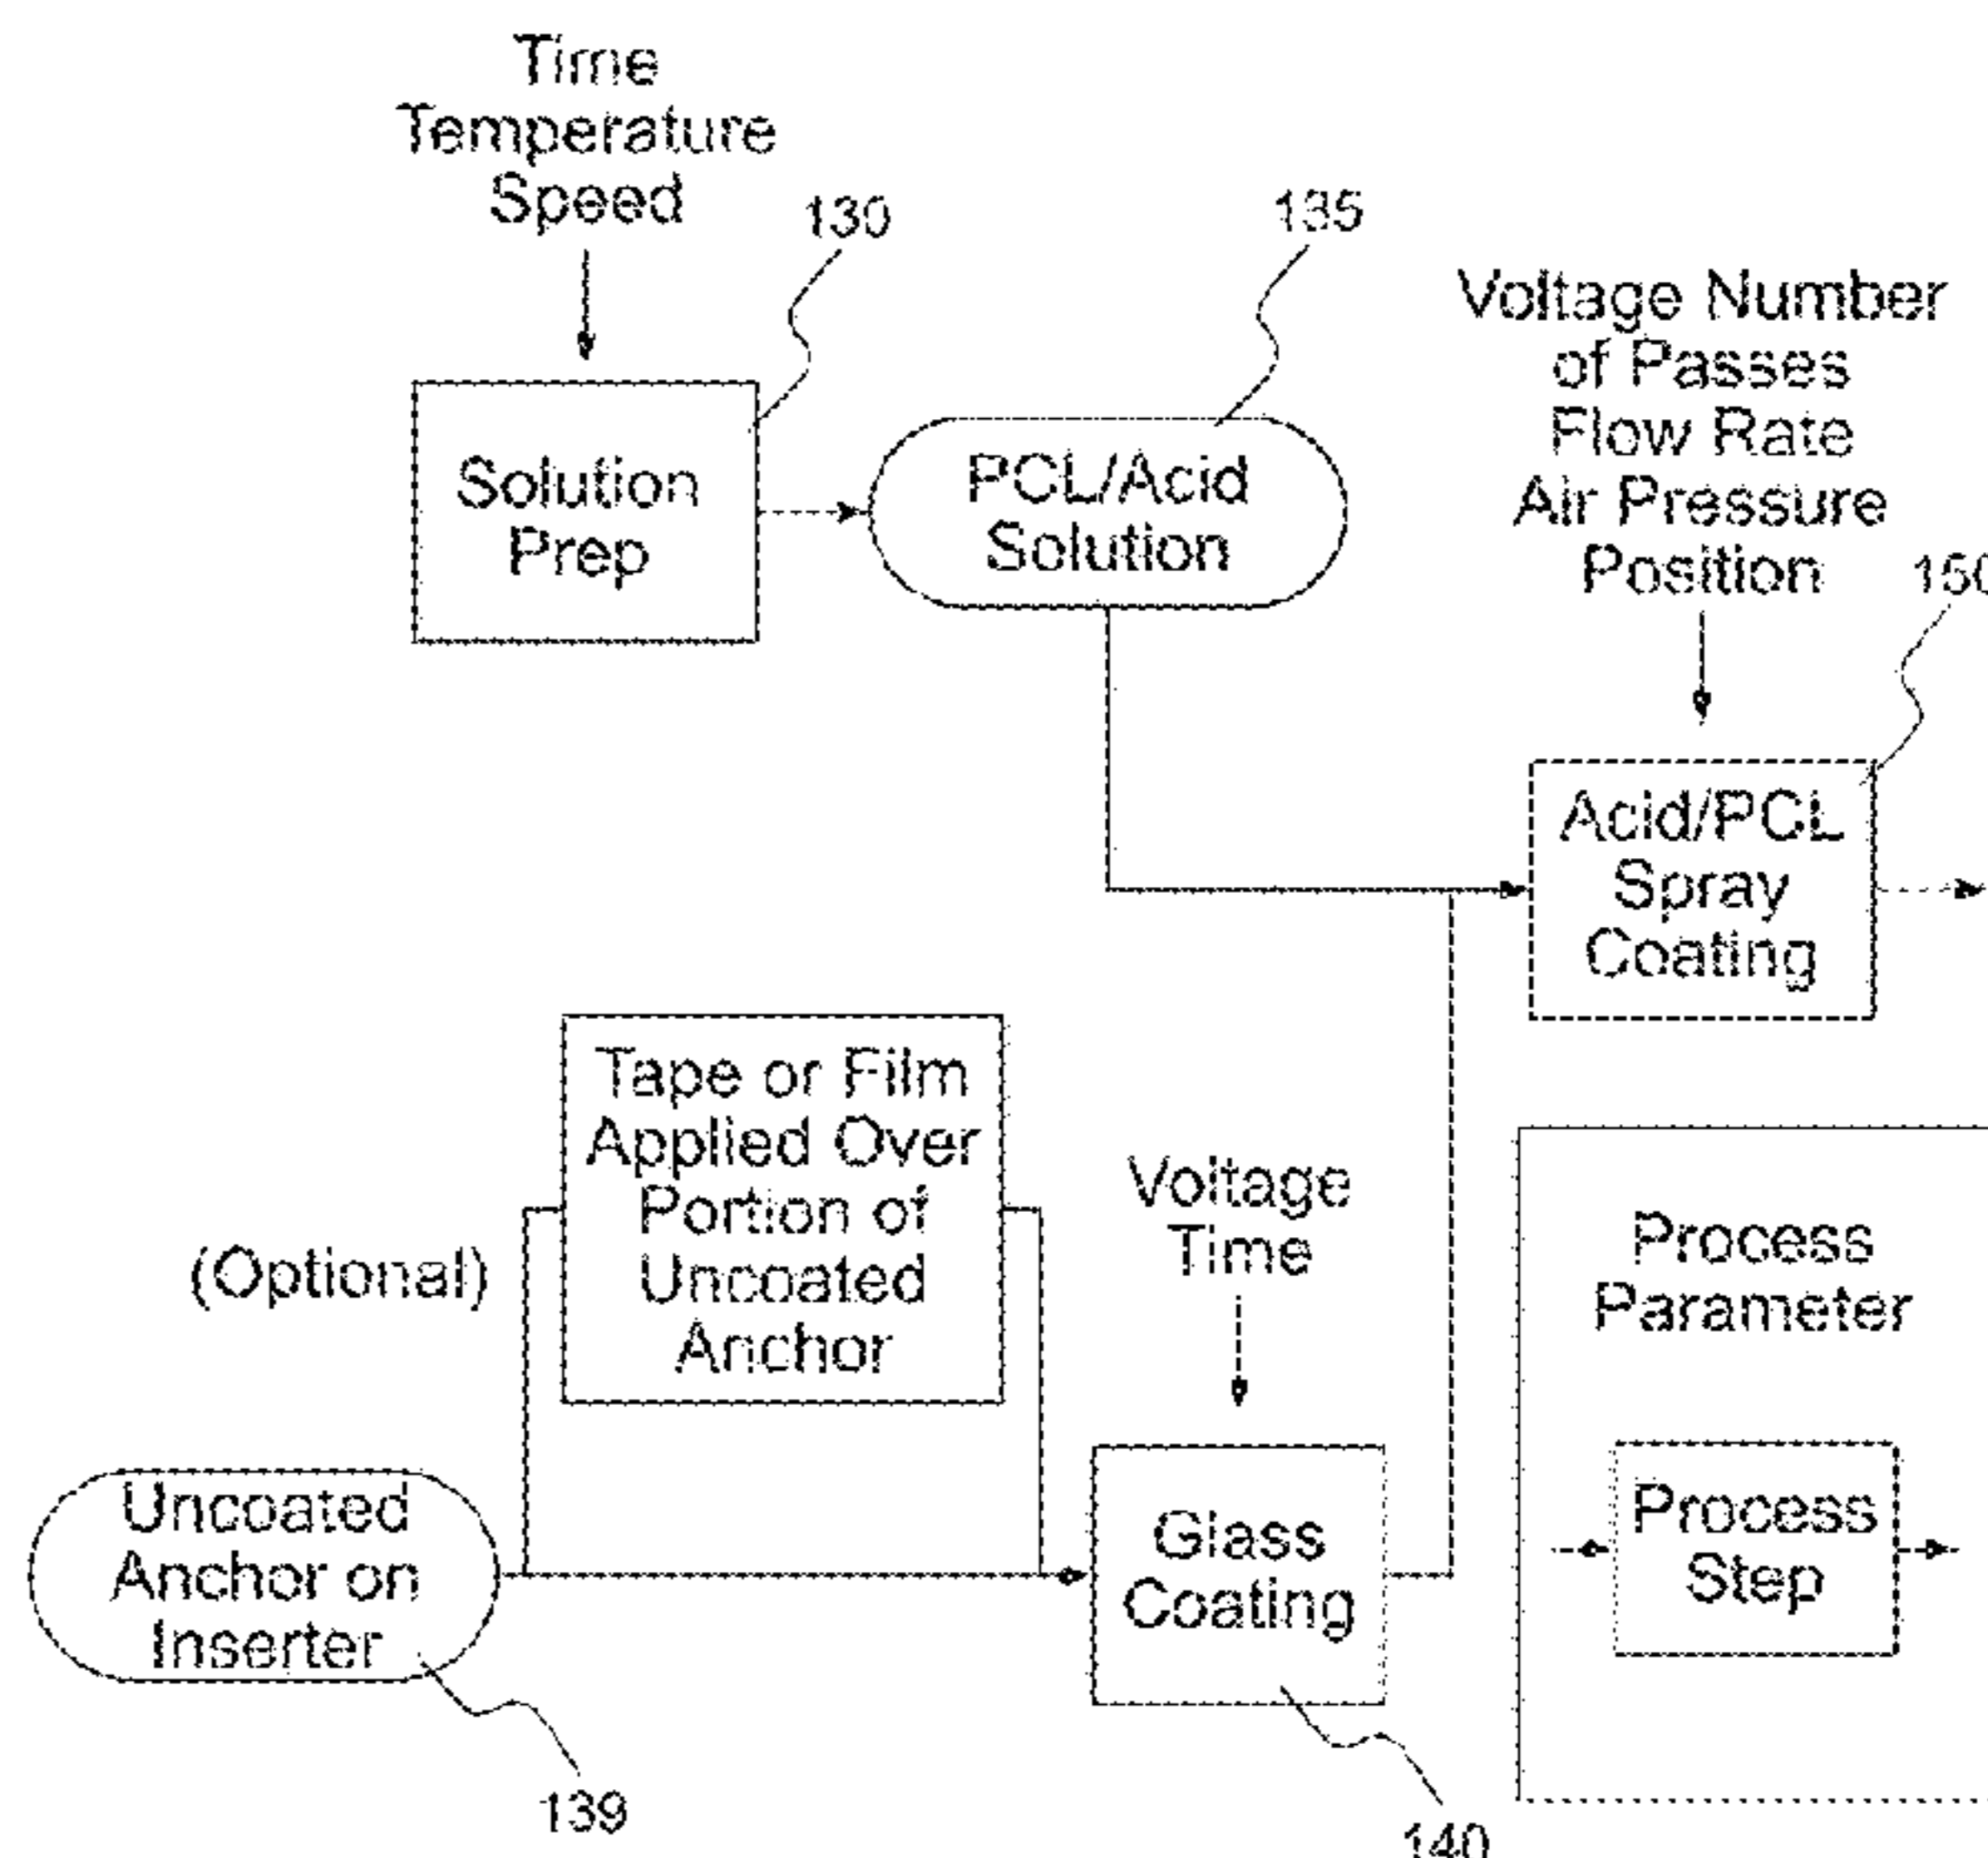 Time
Temperature
Speed
130
135
Voltage Number
of Passes
Flow Rate
Air Pressure
Position
150
Solution
Prep
PCL/Acid
Solution
Acid/PCL
Spray
Coating
Tape or Film
Applied Over
Portion of
Uncoated
Anchor
(Optional)
Voltage
Time
Process
Parameter
Uncoated
Anchor on
Inserter
Glass
Coating
Process
Step
139
140